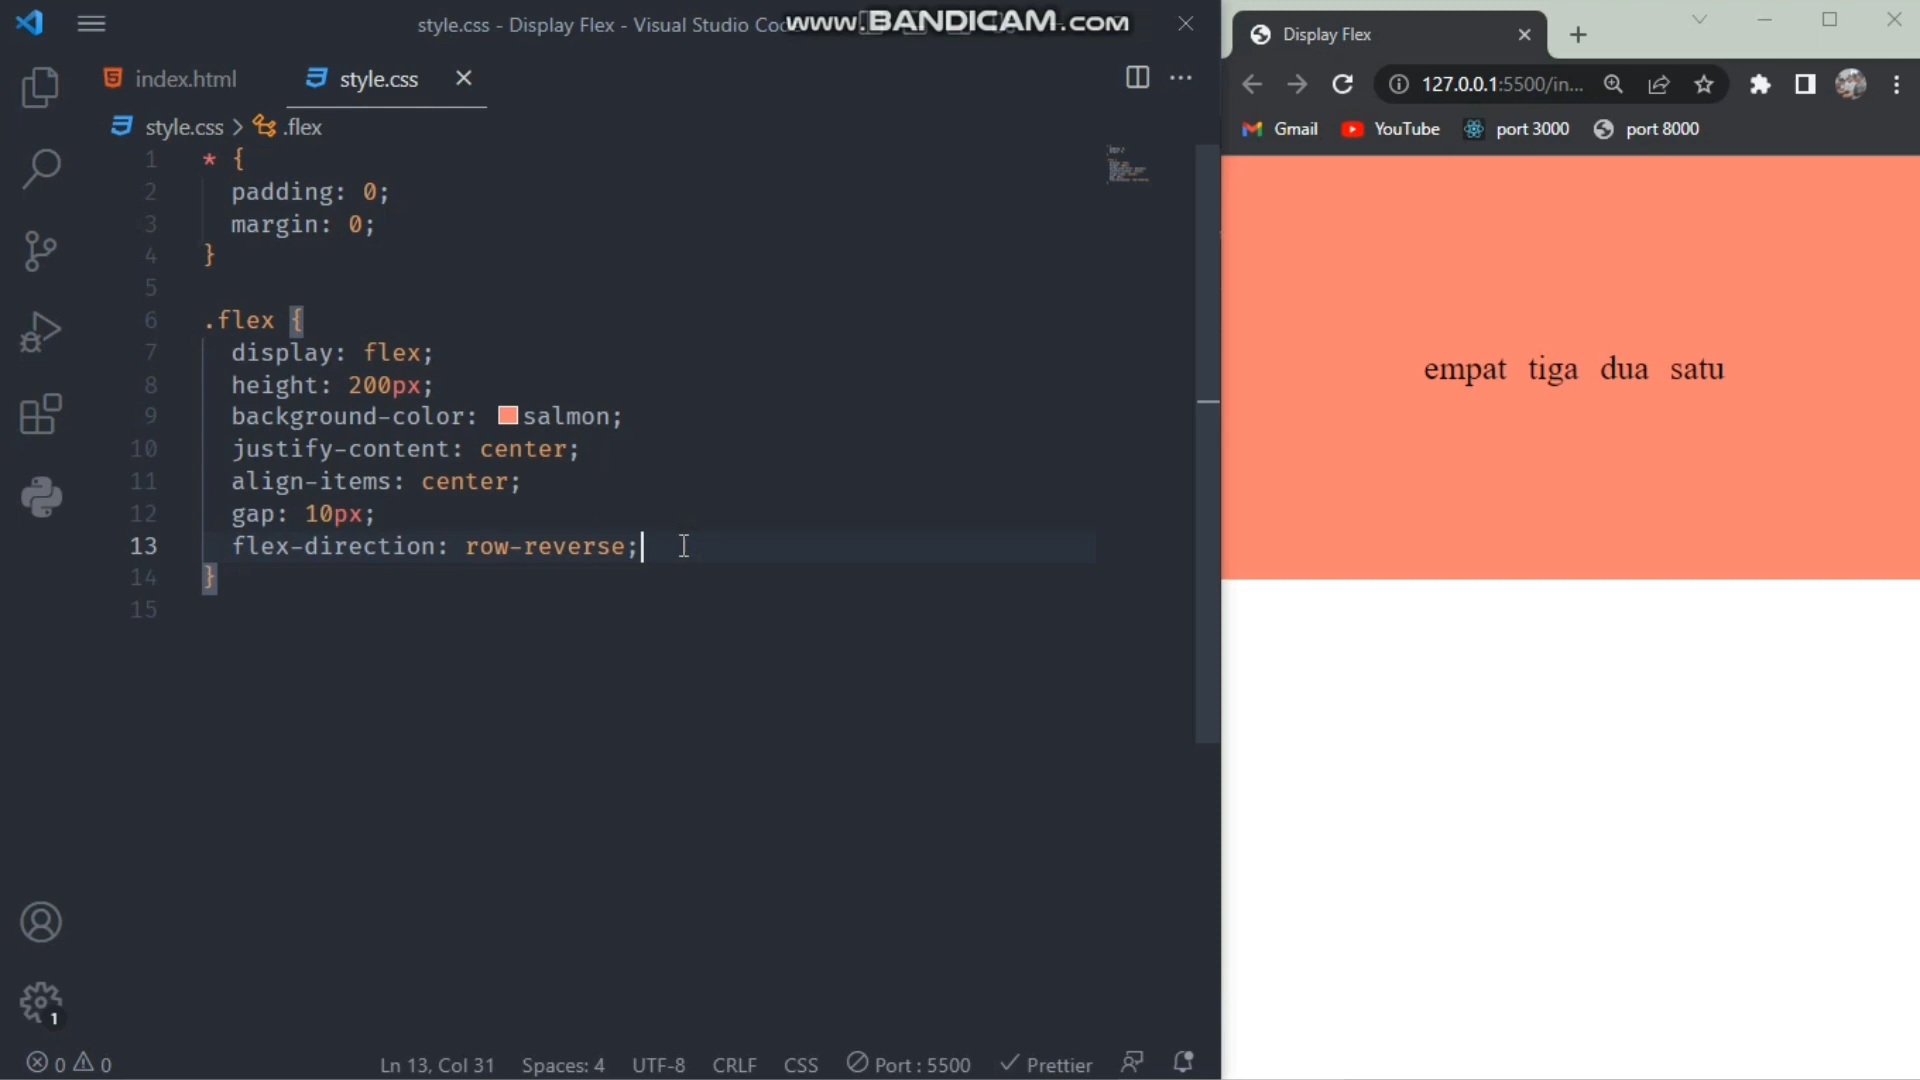 style.css - Display Flex - Visual Studio Co
www.BANDICAM.com
index.html
style.css
style.css > .flex
1 * {
2 padding: 0;
3 margin: 0;
4 }
5
6 .flex {
7 display: flex;
8 height: 200px;
9 background-color: salmon;
10 justify-content: center;
11 align-items: center;
12 gap: 10px;
13 flex-direction: row-reverse;
14 }
15
1
0 0
Ln 13, Col 31
Spaces: 4
UTF-8
CRLF
CSS
Port : 5500
Prettier
Display Flex
127.0.0.1:5500/in...
Gmail
YouTube
port 3000
port 8000
empat tiga dua satu